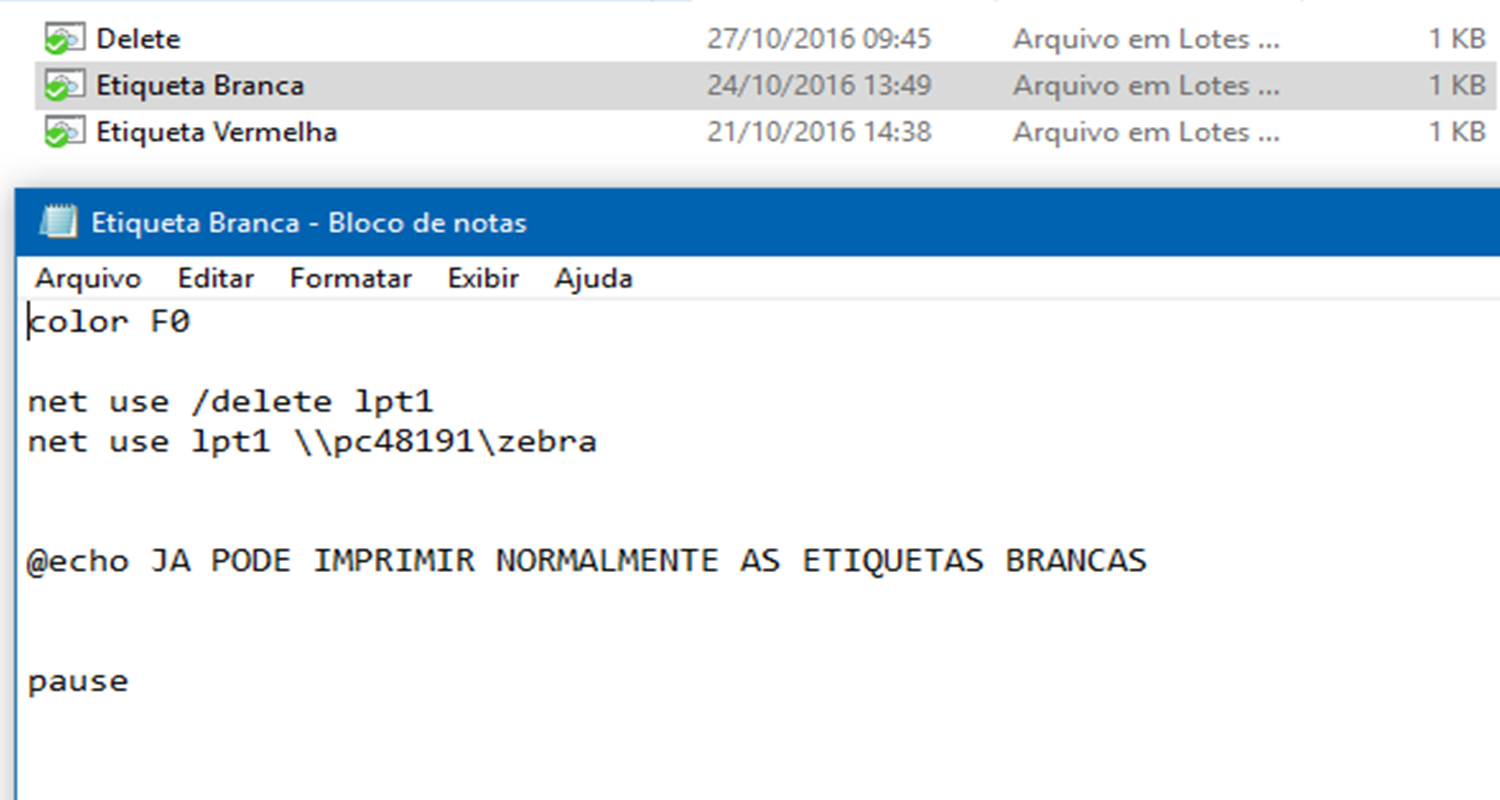 Delete 27/10/2016 09:45 Arquivo em Lotes ... 1 KB
Etiqueta Branca 24/10/2016 13:49 Arquivo em Lotes ... 1 KB
Etiqueta Vermelha 21/10/2016 14:38 Arquivo em Lotes ... 1 KB
Etiqueta Branca - Bloco de notas
Arquivo Editar Formatar Exibir Ajuda
color F0
net use /delete lpt1
net use lpt1 \\pc48191\zebra
@echo JA PODE IMPRIMIR NORMALMENTE AS ETIQUETAS BRANCAS
pause